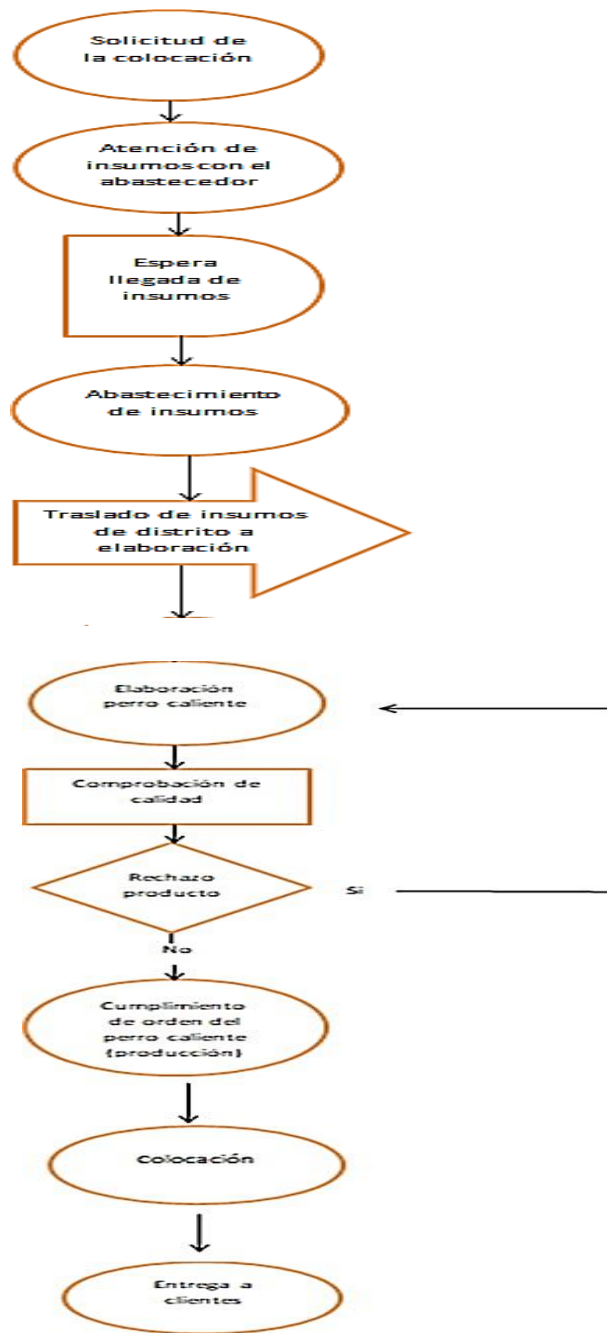 Solicitud de
la colocación
Atención de
insumos con el
abastecedor
Espera
llegada de
insumos
Abastecimiento
de insumos
Traslado de insumos
de distrito a
elaboración
Elaboración
perro caliente
Comprobación de
calidad
Rechazo
producto
Si
No
Cumplimiento
de orden del
perro caliente
(producción)
Colocación
Entrega a
clientes